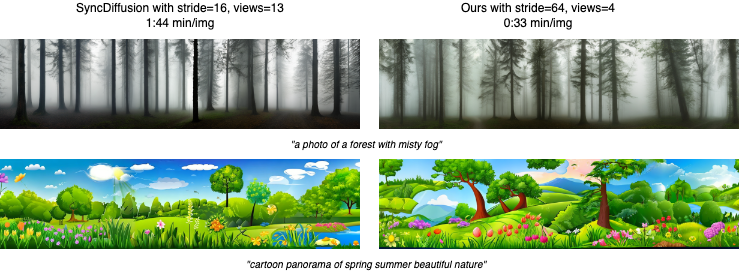 SyncDiffusion with stride=16, views=13
1:44 min/img
Ours with stride=64, views=4
0:33 min/img
"a photo of a forest with misty fog"
"cartoon panorama of spring summer beautiful nature"